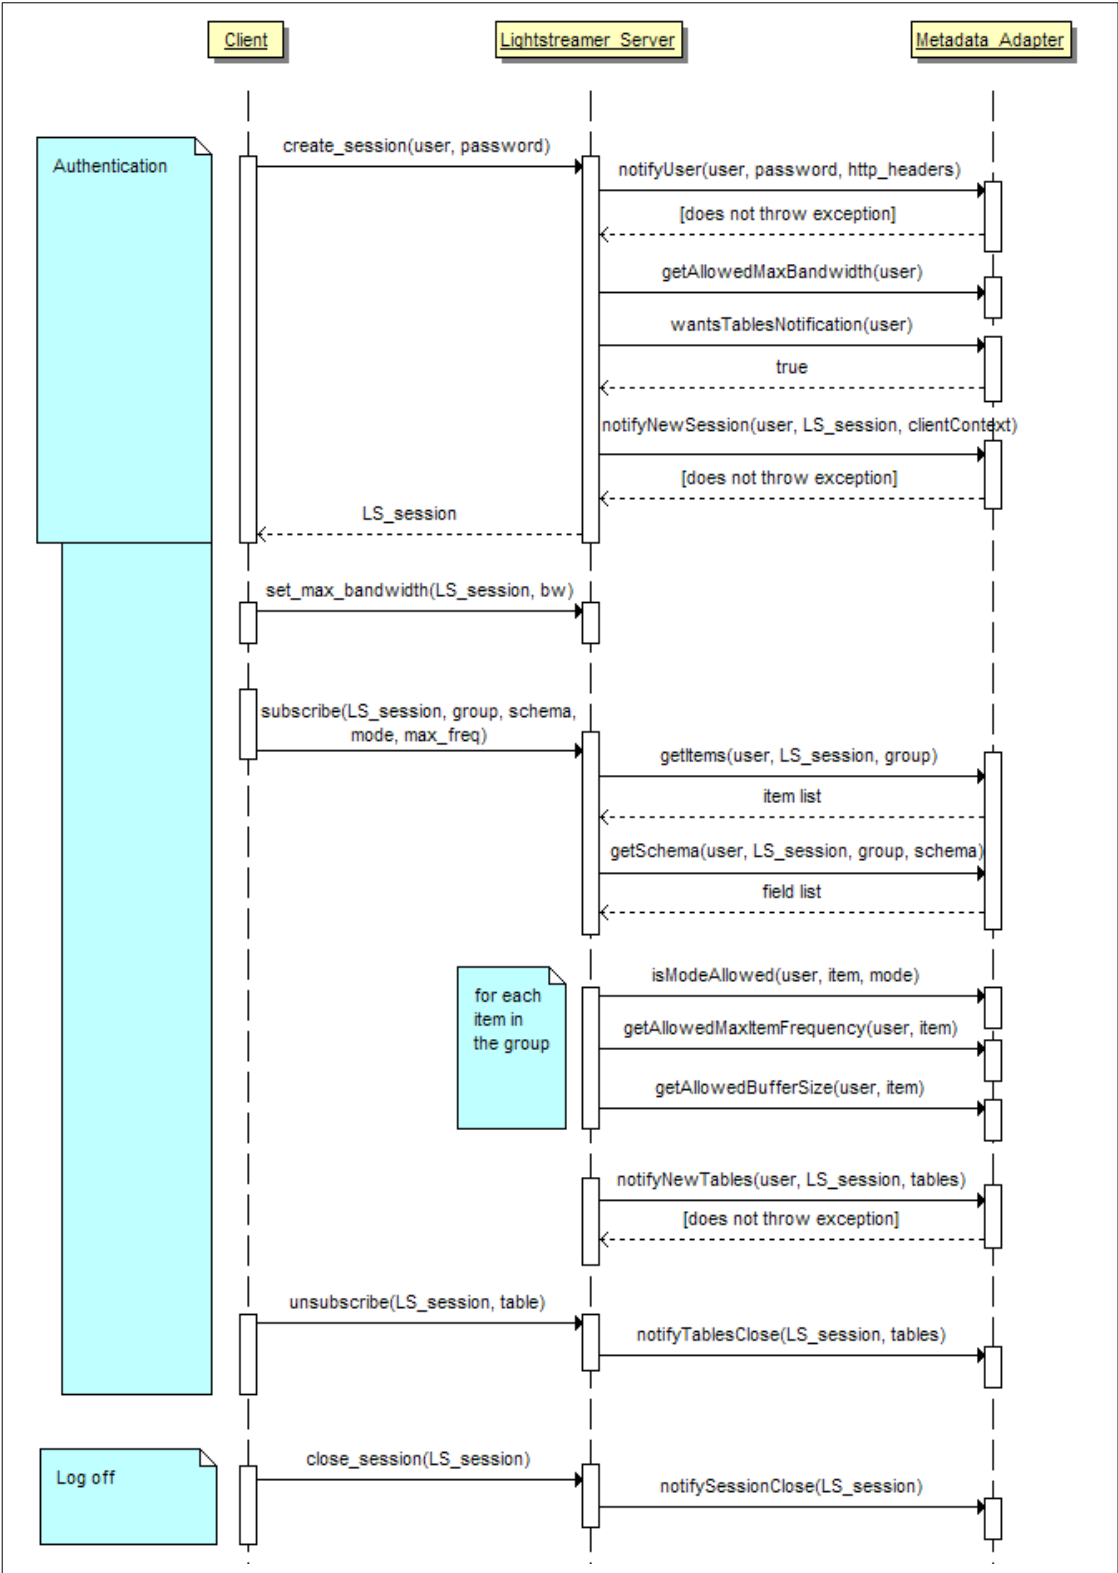 Client
Lightstreamer_Server
Metadata_Adapter
Authentication
create_session(user, password)
notifyUser(user, password, http_headers)
[does not throw exception]
getAllowedMaxBandwidth(user)
wantsTablesNotification(user)
true
notifyNewSession(user, LS_session, clientContext)
[does not throw exception]
LS_session
set_max_bandwidth(LS_session, bw)
subscribe(LS_session, group, schema,
mode, max_freq)
getItems(user, LS_session, group)
item list
getSchema(user, LS_session, group, schema)
field list
for each
item in
the group
isModeAllowed(user, item, mode)
getAllowedMaxItemFrequency(user, item)
getAllowedBufferSize(user, item)
notifyNewTables(user, LS_session, tables)
[does not throw exception]
unsubscribe(LS_session, table)
notifyTablesClose(LS_session, tables)
Log off
close_session(LS_session)
notifySessionClose(LS_session)